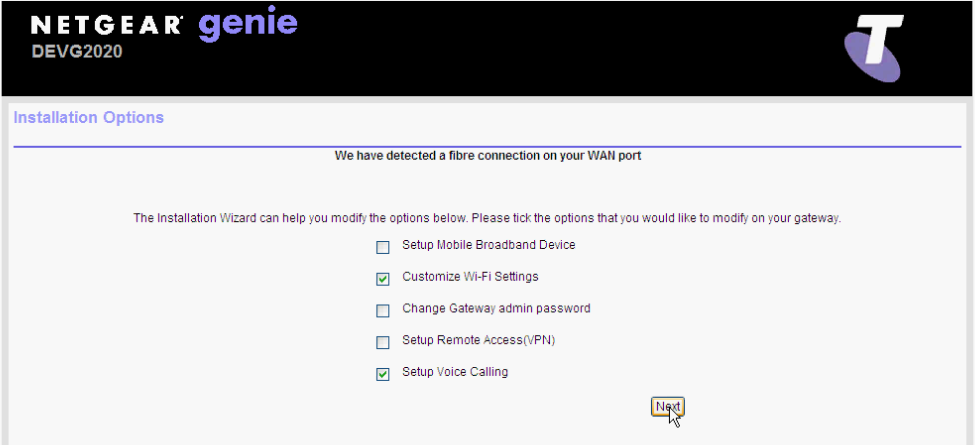 NETGEAR genie
DEVG2020
T
Installation Options
We have detected a fibre connection on your WAN port
The Installation Wizard can help you modify the options below. Please tick the options that you would like to modify on your gateway.
Setup Mobile Broadband Device
Customize Wi-Fi Settings
Change Gateway admin password
Setup Remote Access(VPN)
Setup Voice Calling
Next